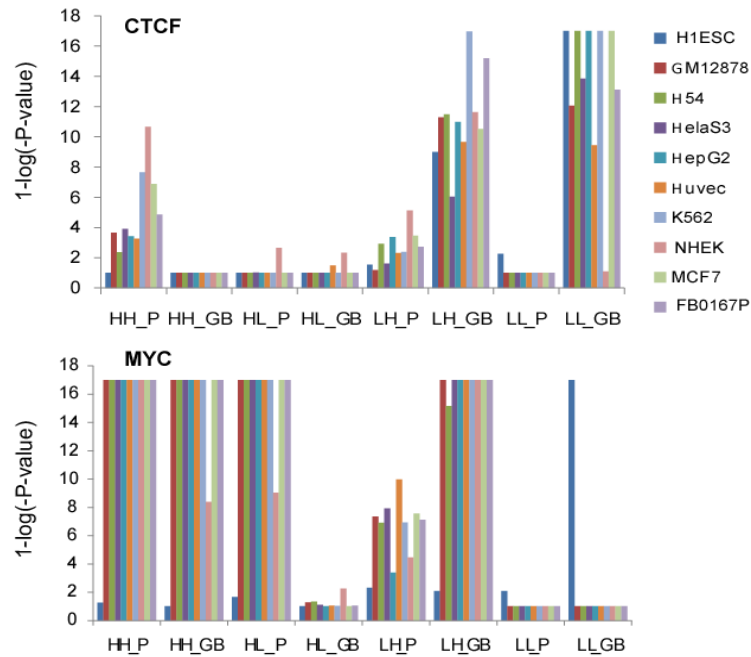 CTCF
18
16
14
12
10
8
6
4
2
0
1-log(-P-value)
HH_P HH_GB HL_P HL_GB LH_P LH_GB LL_P LL_GB
H1ESC
GM12878
H54
HelaS3
HepG2
Huvec
K562
NHEK
MCF7
FB0167P
MYC
18
16
14
12
10
8
6
4
2
0
1-log(-P-value)
HH_P HH_GB HL_P HL_GB LH_P LH_GB LL_P LL_GB